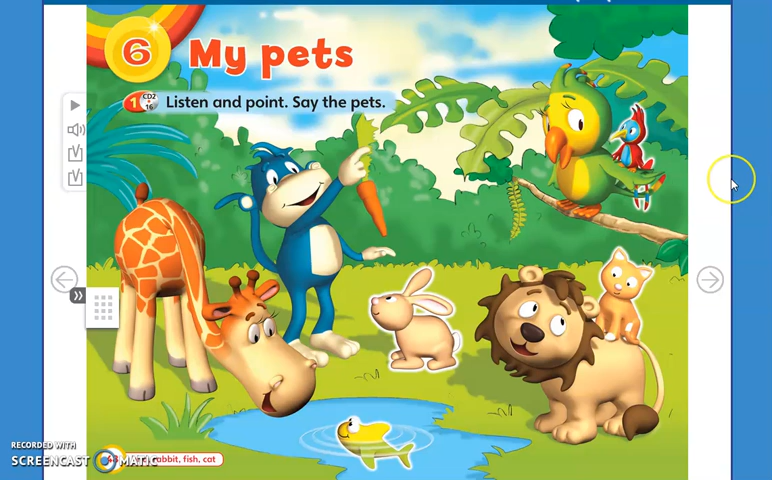 6 My pets
1 CD2 16 Listen and point. Say the pets.
RECORDED WITH
SCREENCAST MATIC
rabbit, fish, cat